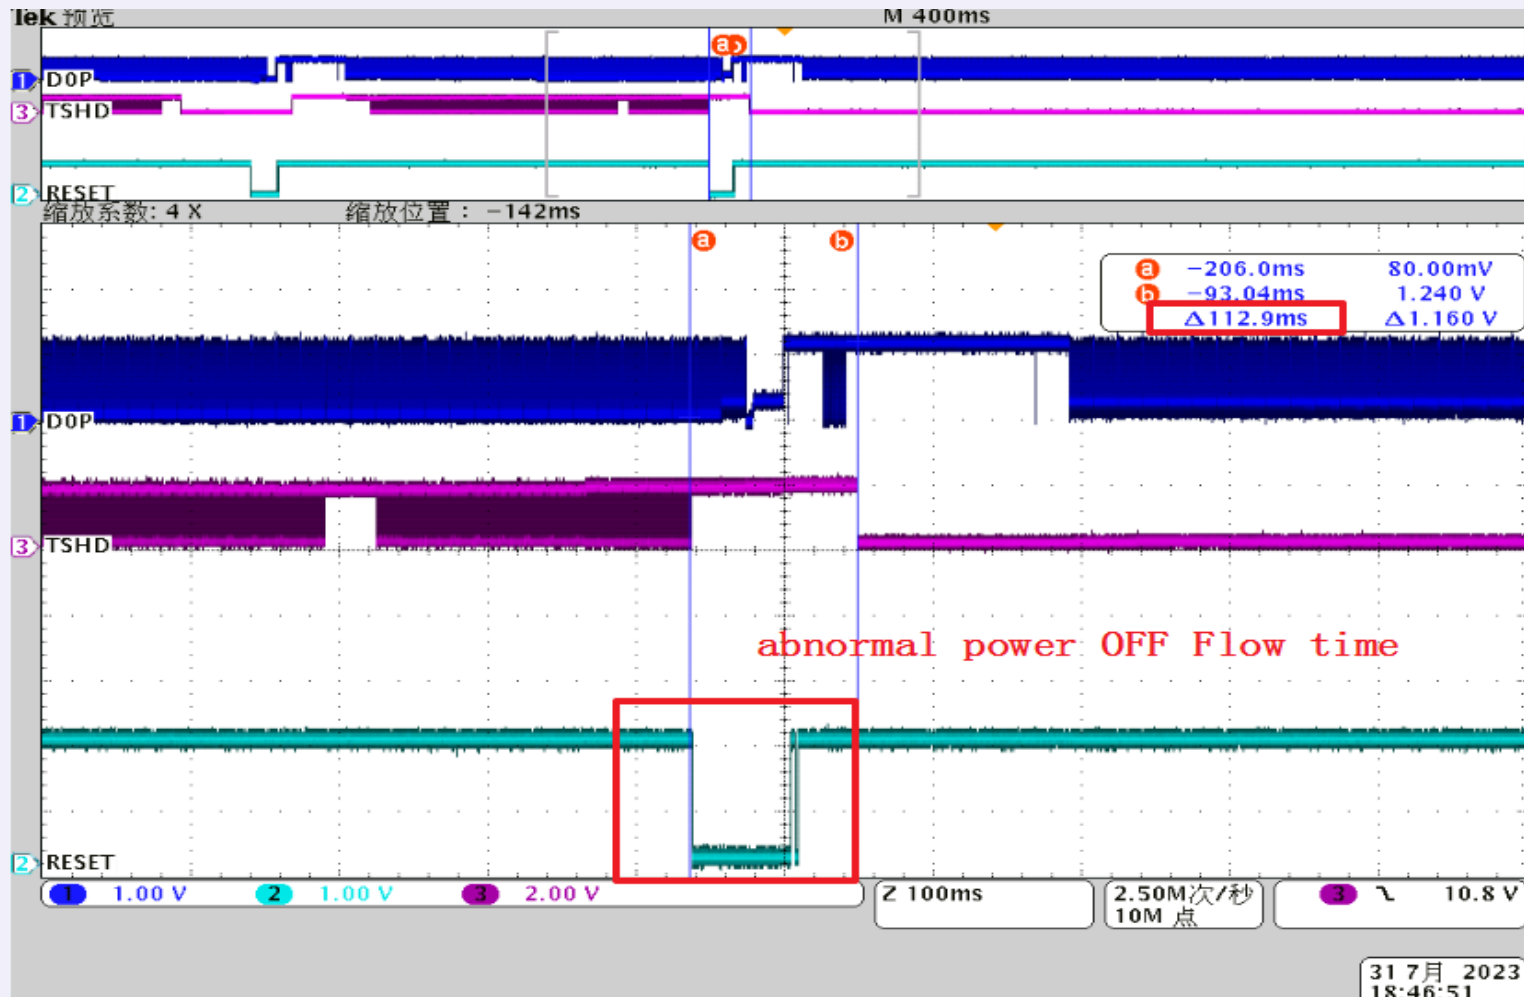 Tek 预览 M 400ms
a b
1 D0P
3 TSHD
2 RESET
缩放系数: 4 X 缩放位置: -142ms
a b
a -206.0ms 80.00mV
b -93.04ms 1.240 V
Δ112.9ms Δ1.160 V
1 D0P
3 TSHD
abnormal power OFF Flow time
2 RESET
1 1.00 V 2 1.00 V 3 2.00 V Z 100ms 2.50M次/秒 3 10.8 V
10M 点
31 7月 2023
18:46:51